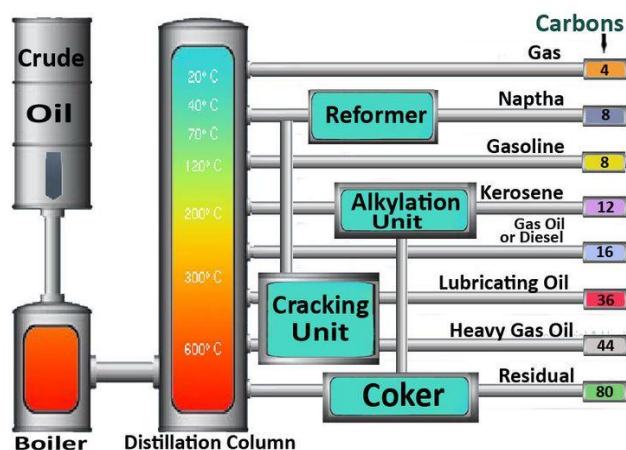 Crude
Oil
Boiler
Distillation Column
20° C
40° C
70° C
120° C
200° C
300° C
600° C
Reformer
Alkylation
Unit
Cracking
Unit
Coker
Carbons
Gas
4
Naptha
8
Gasoline
8
Kerosene
12
Gas Oil
or Diesel
16
Lubricating Oil
36
Heavy Gas Oil
44
Residual
80